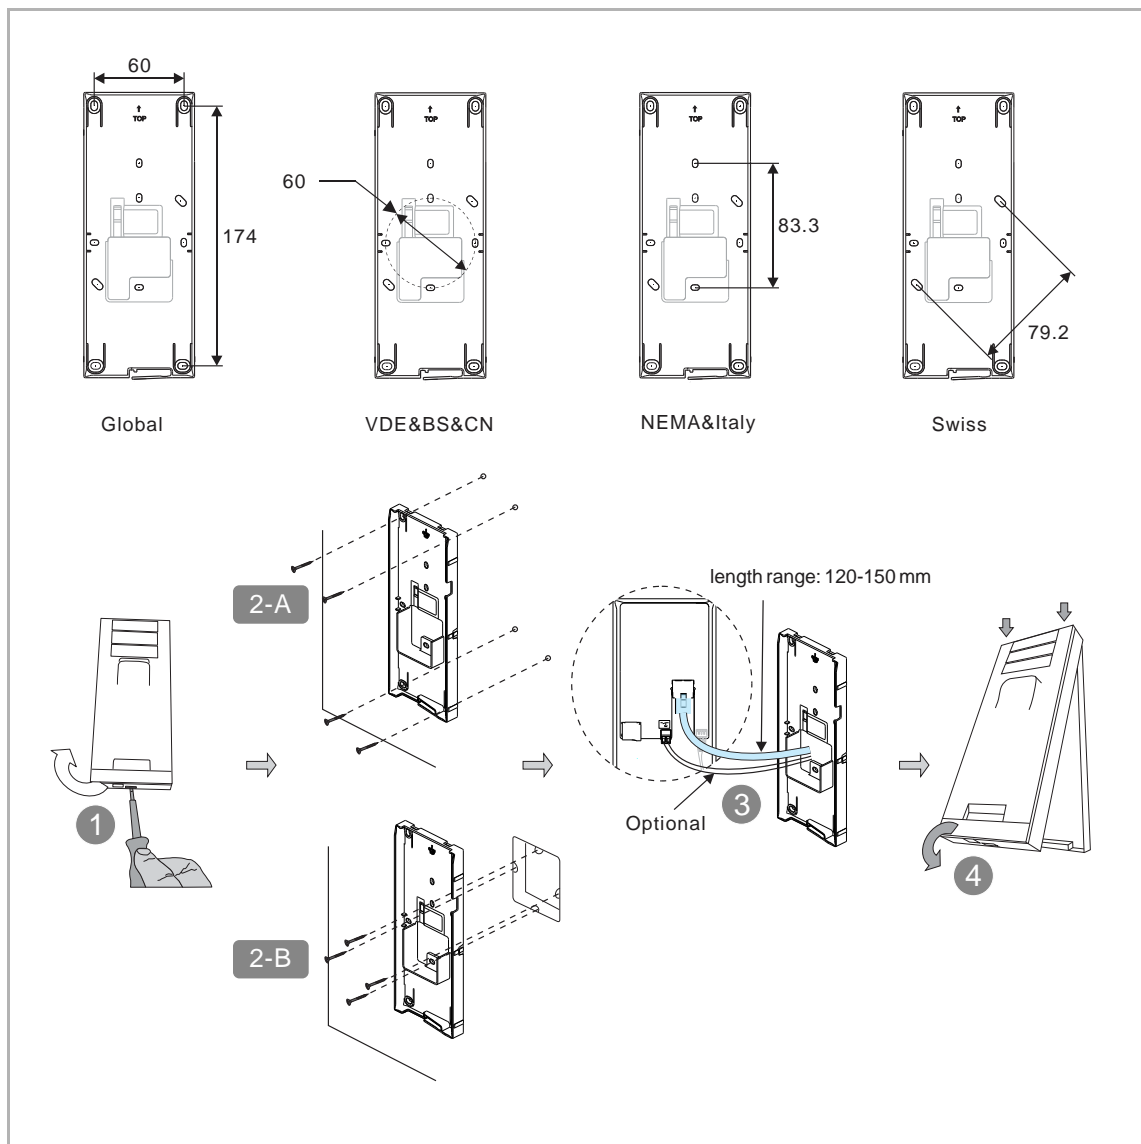 60
TOP
TOP
TOP
TOP
60
174
83.3
79.2
Global
VDE&BS&CN
NEMA&Italy
Swiss
2-A
length range: 120-150 mm
1
Optional
3
4
2-B